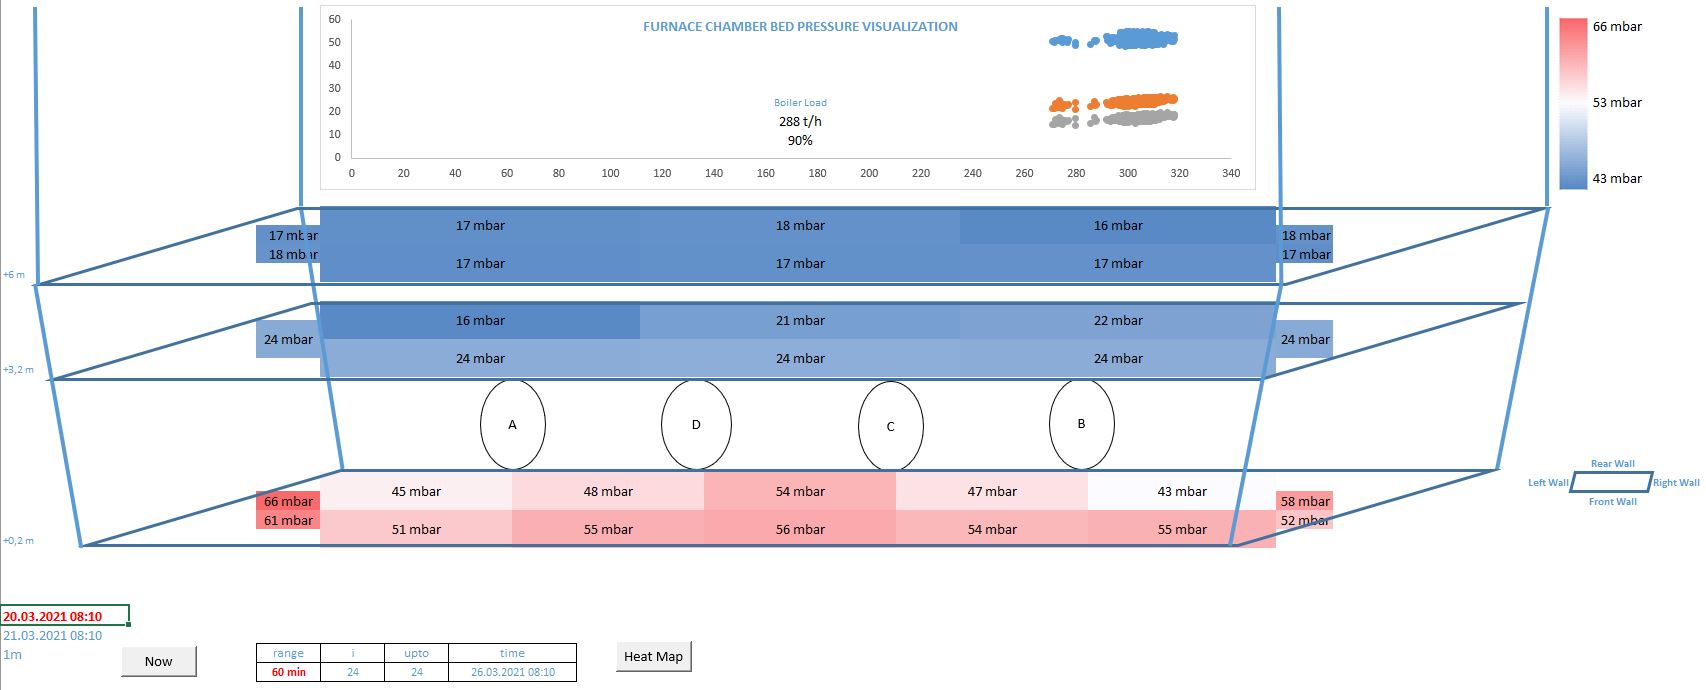 FURNACE CHAMBER BED PRESSURE VISUALIZATION
60
50
40
30
20
10
0
0 20 40 60 80 100 120 140 160 180 200 220 240 260 280 300 320 340
Boiler Load
288 t/h
90%
66 mbar
53 mbar
43 mbar
17 mbar 18 mbar 16 mbar
17 mbar 18 mbar
18 mbar 17 mbar
17 mbar 17 mbar 17 mbar
+6 m
16 mbar 21 mbar 22 mbar
24 mbar 24 mbar
24 mbar 24 mbar 24 mbar
+3,2 m
A D C B
45 mbar 48 mbar 54 mbar 47 mbar 43 mbar
66 mbar 58 mbar
61 mbar 52 mbar
51 mbar 55 mbar 56 mbar 54 mbar 55 mbar
+0,2 m
Rear Wall
Left Wall Right Wall
Front Wall
20.03.2021 08:10
21.03.2021 08:10
1m
Now
range i upto time
60 min 24 24 26.03.2021 08:10
Heat Map